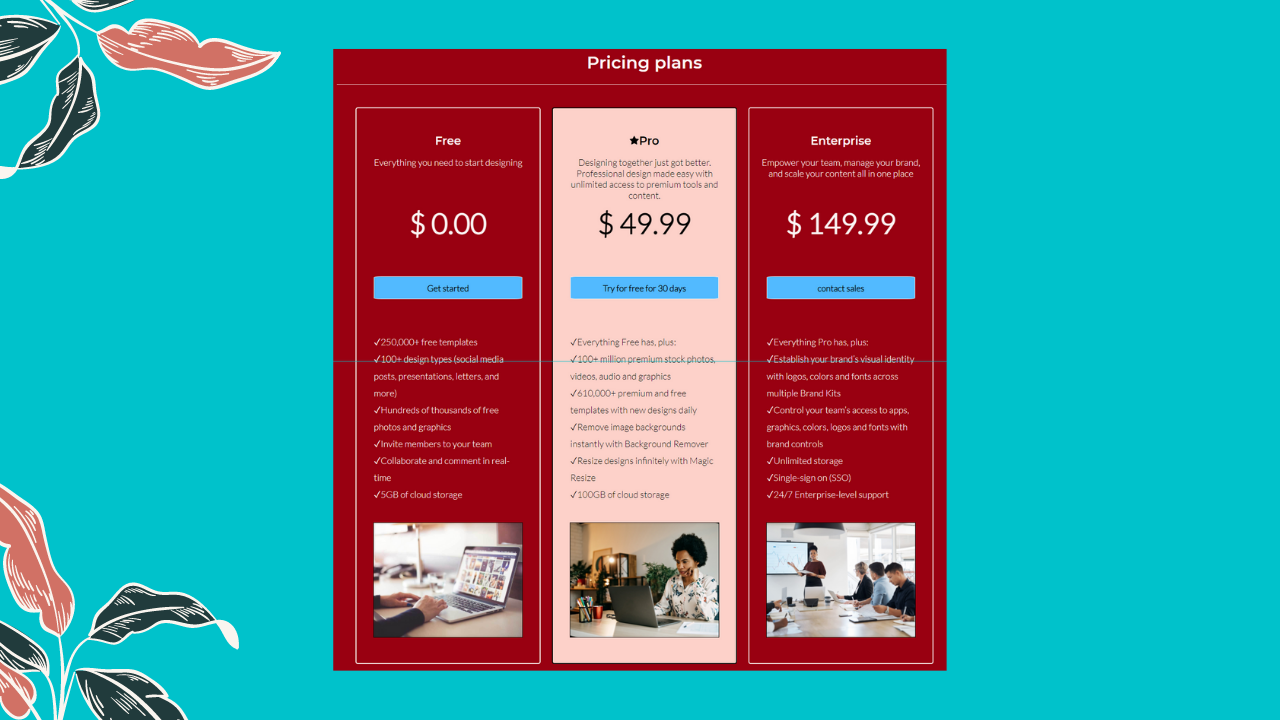 Pricing plans
Free
Everything you need to start designing
$ 0.00
Get started
✓250,000+ free templates
✓100+ design types (social media
posts, presentations, letters, and
more)
✓Hundreds of thousands of free
photos and graphics
✓Invite members to your team
✓Collaborate and comment in real-
time
✓5GB of cloud storage
★Pro
Designing together just got better.
Professional design made easy with
unlimited access to premium tools and
content.
$ 49.99
Try for free for 30 days
✓Everything Free has, plus:
✓100+ million premium stock photos,
videos, audio and graphics
✓610,000+ premium and free
templates with new designs daily
✓Remove image backgrounds
instantly with Background Remover
✓Resize designs infinitely with Magic
Resize
✓100GB of cloud storage
Enterprise
Empower your team, manage your brand,
and scale your content all in one place
$ 149.99
contact sales
✓Everything Pro has, plus:
✓Establish your brand's visual identity
with logos, colors and fonts across
multiple Brand Kits
✓Control your team's access to apps,
graphics, colors, logos and fonts with
brand controls
✓Unlimited storage
✓Single-sign on (SSO)
✓24/7 Enterprise-level support